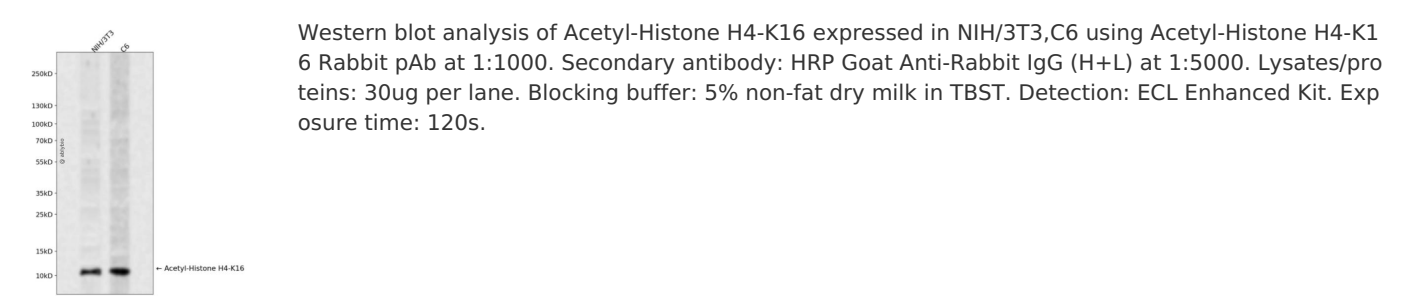 NIH/3T3
C6
250kD
130kD
100kD
70kD
55kD
35kD
25kD
15kD
10kD
← Acetyl-Histone H4-K16
Western blot analysis of Acetyl-Histone H4-K16 expressed in NIH/3T3,C6 using Acetyl-Histone H4-K1
6 Rabbit pAb at 1:1000. Secondary antibody: HRP Goat Anti-Rabbit IgG (H+L) at 1:5000. Lysates/pro
teins: 30ug per lane. Blocking buffer: 5% non-fat dry milk in TBST. Detection: ECL Enhanced Kit. Exp
osure time: 120s.